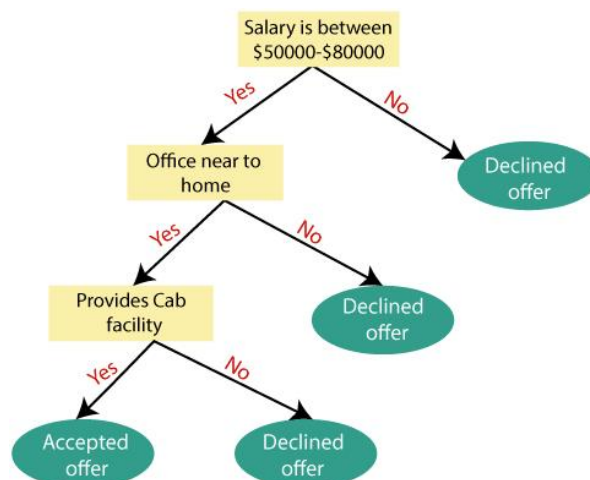 Salary is between
$50000-$80000
Yes
No
Office near to
home
Declined
offer
Yes
No
Provides Cab
facility
Declined
offer
Yes
No
Accepted
offer
Declined
offer